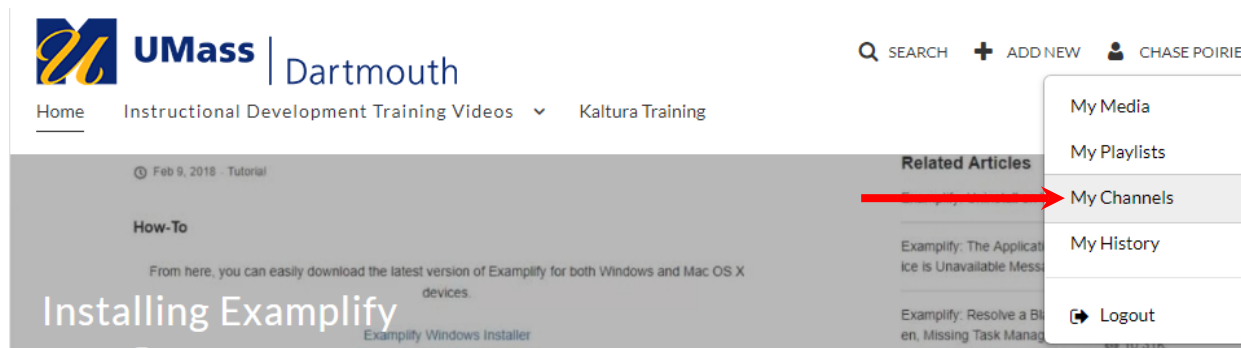 UMass
Dartmouth
SEARCH
ADD NEW
CHASE POIRIE
Home
Instructional Development Training Videos
Kaltura Training
My Media
My Playlists
My Channels
My History
Logout
Feb 9, 2018 - Tutorial
How-To
From here, you can easily download the latest version of Examplify for both Windows and Mac OS X
devices.
Installing Examplify
Examplify Windows Installer
Related Articles
Examplify: The Applicati
ice is Unavailable Messa
Examplify: Resolve a Bla
en, Missing Task Manag